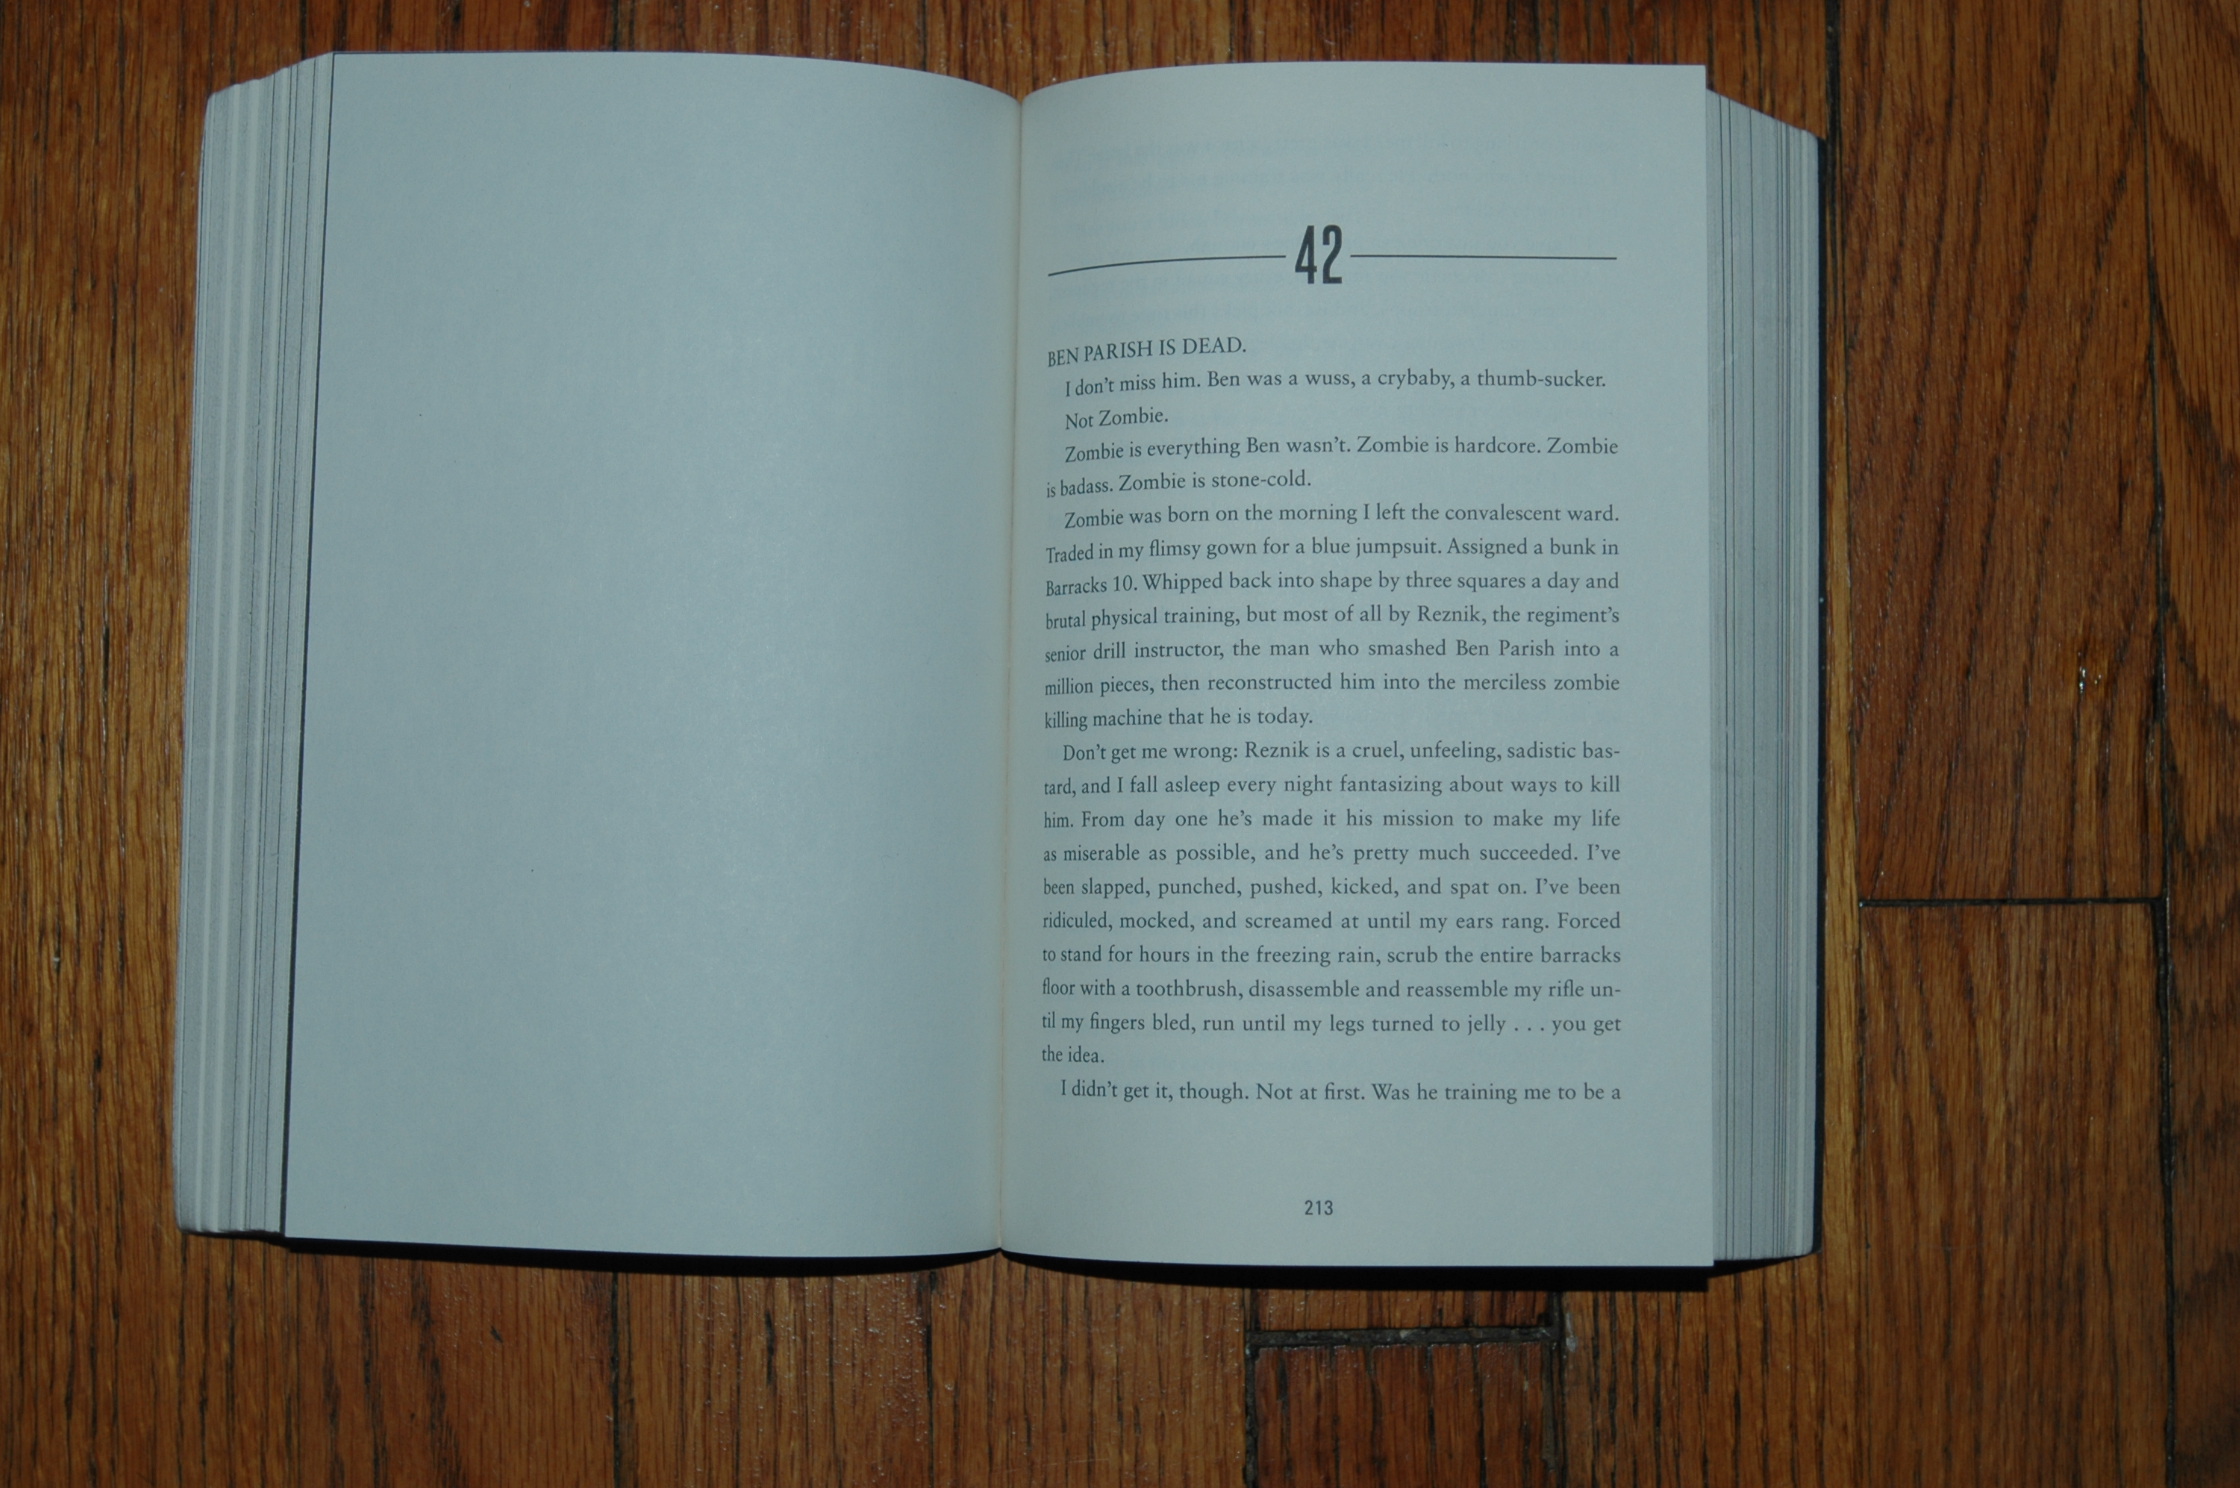 42
BEN PARISH IS DEAD.
I don't miss him. Ben was a wuss, a crybaby, a thumb-sucker.
Not Zombie.
Zombie is everything Ben wasn't. Zombie is hardcore. Zombie
is badass. Zombie is stone-cold.
Zombie was born on the morning I left the convalescent ward.
Traded in my flimsy gown for a blue jumpsuit. Assigned a bunk in
Barracks 10. Whipped back into shape by three squares a day and
brutal physical training, but most of all by Reznik, the regiment's
senior drill instructor, the man who smashed Ben Parish into a
million pieces, then reconstructed him into the merciless zombie
killing machine that he is today.
Don't get me wrong: Reznik is a cruel, unfeeling, sadistic bas-
tard, and I fall asleep every night fantasizing about ways to kill
him. From day one he's made it his mission to make my life
as miserable as possible, and he's pretty much succeeded. I've
been slapped, punched, pushed, kicked, and spat on. I've been
ridiculed, mocked, and screamed at until my ears rang. Forced
to stand for hours in the freezing rain, scrub the entire barracks
floor with a toothbrush, disassemble and reassemble my rifle un-
til my fingers bled, run until my legs turned to jelly . . . you get
the idea.
I didn't get it, though. Not at first. Was he training me to be a
213